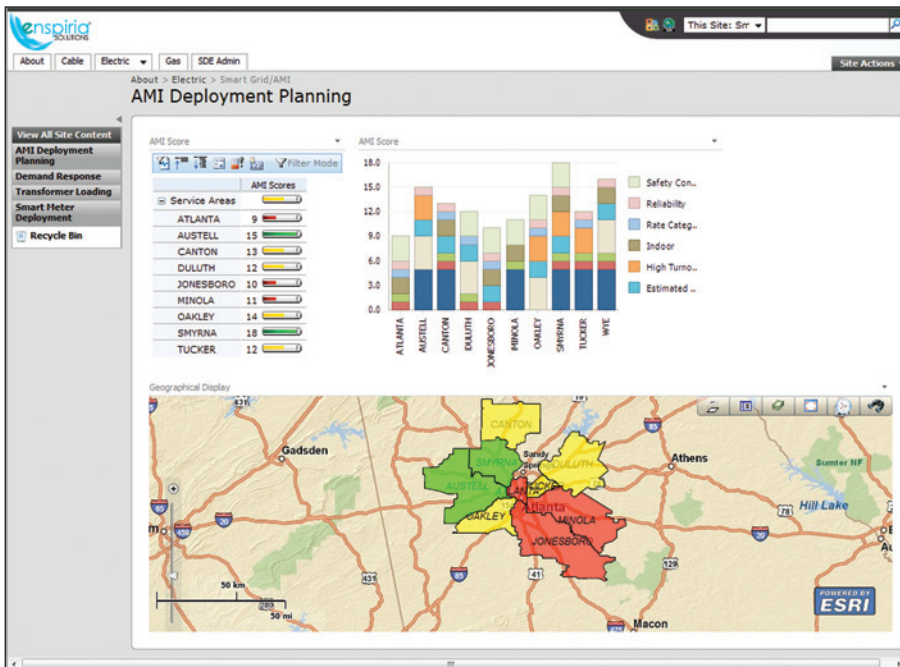 enspiria
SOLUTIONS
This Site: Sm
About
Cable
Electric
Gas
SDE Admin
Site Actions
About > Electric > Smart Grid/AMI
AMI Deployment Planning
View All Site Content
AMI Deployment
Planning
Demand Response
Transformer Loading
Smart Meter
Deployment
Recycle Bin
AMI Score
Filter Mode
AMI Scores
Service Areas
ATLANTA 9
AUSTELL 15
CANTON 13
DULUTH 12
JONESBORO 10
MINOLA 11
OAKLEY 14
SMYRNA 18
TUCKER 12
AMI Score
18.0
15.0
12.0
9.0
6.0
3.0
0.0
ATLANTA
AUSTELL
CANTON
DULUTH
JONESBORO
MINOLA
OAKLEY
SMYRNA
TUCKER
WYE
Safety Con..
Reliability
Rate Categ..
Indoor
High Turno..
Estimated ..
Geographical Display
431
19
CANTON
85
Gadsden
Sandy
SMYRNA
DULUTH
Athens
Sumter NF
AUSTELL
TUCKER
ATLANTA
Hill Lake
65
78
OAKLEY
Atlanta
MINOLA
20
20
459
JONESBORO
431
85
41
129
50 km
280
50 mi
Macon
475
POWERED BY
ESRI